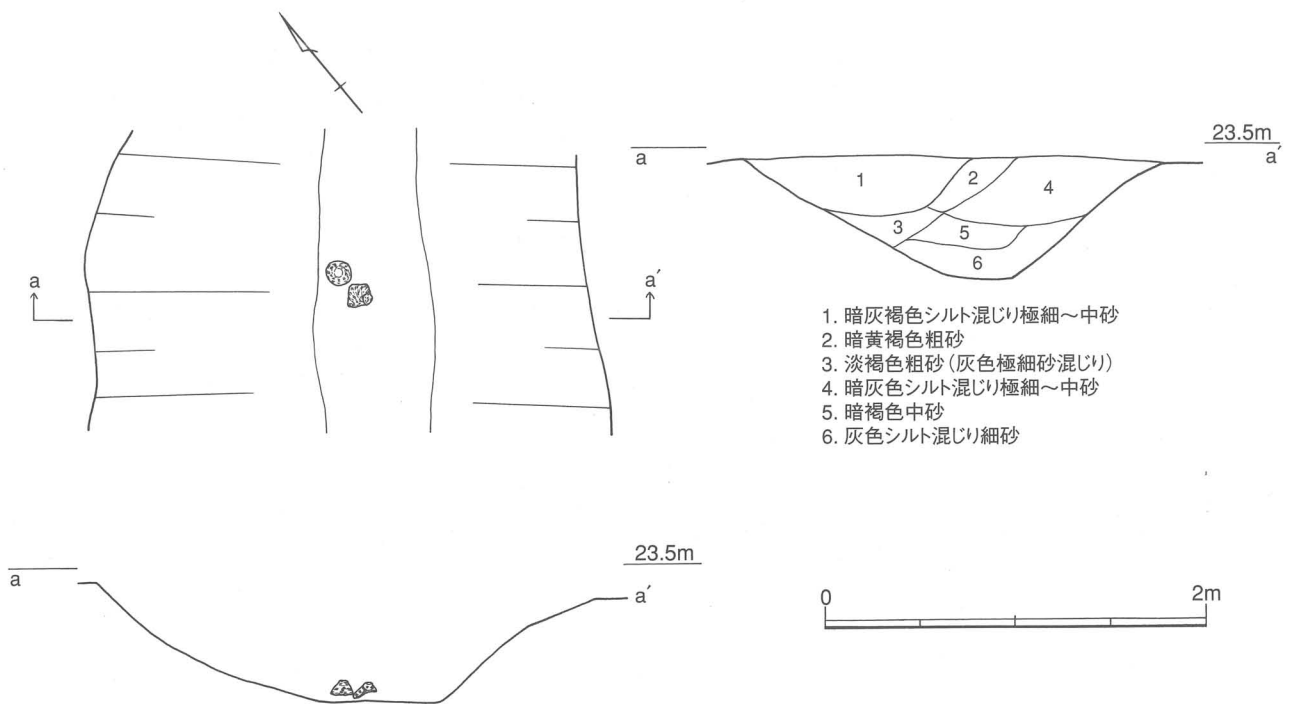 a
a′
a
23.5m
a′
1
2
3
4
5
6
1. 暗灰褐色シルト混じり極細～中砂
2. 暗黄褐色粗砂
3. 淡褐色粗砂（灰色極細砂混じり）
4. 暗灰色シルト混じり極細～中砂
5. 暗褐色中砂
6. 灰色シルト混じり細砂
a
23.5m
a′
0
2m